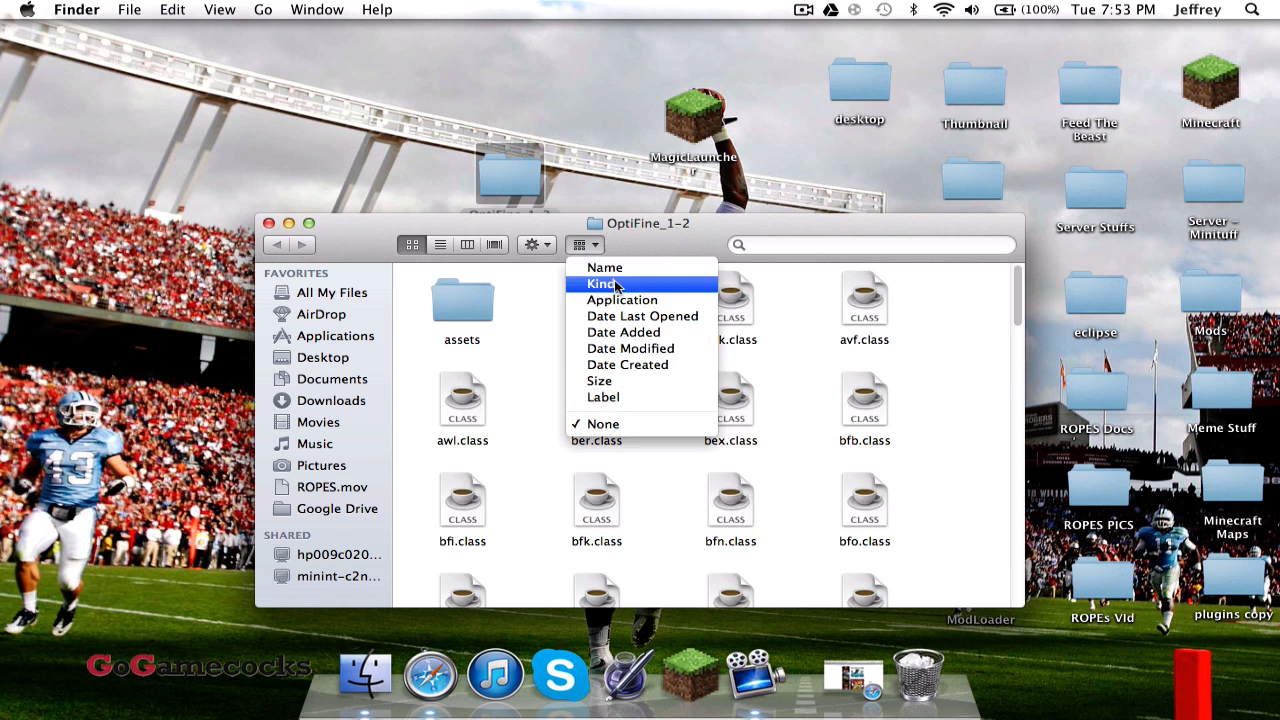 Finder File Edit View Go Window Help (100%) Tue 7:53 PM Jeffrey
desktop
Thumbnail
Feed The
Beast
Minecraft
MagicLaunche
r
Server Stuffs
Server -
Minituff
OptiFine_1-2
FAVORITES
All My Files
AirDrop
Applications
Desktop
Documents
Downloads
Movies
Music
Pictures
ROPES.mov
Google Drive
SHARED
hp009c020...
minint-c2n...
Name
Kind
Application
Date Last Opened
Date Added
Date Modified
Date Created
Size
Label
✓ None
assets
k.class
avf.class
CLASS
CLASS
awl.class
ber.class
bex.class
bfb.class
CLASS
CLASS
CLASS
bfi.class
bfk.class
bfn.class
bfo.class
CLASS
CLASS
CLASS
CLASS
eclipse
Mods
ROPES Docs
Meme Stuff
ROPES PICS
Minecraft
Maps
ModLoader
ROPEs VId
plugins copy
GoGamecocks
13